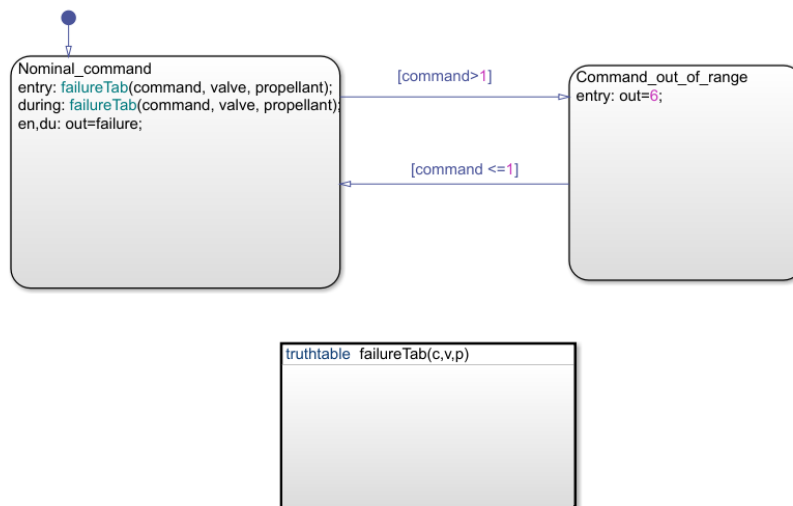 Nominal_command
entry: failureTab(command, valve, propellant);
during: failureTab(command, valve, propellant);
en,du: out=failure;
[command>1]
Command_out_of_range
entry: out=6;
[command <=1]
truthtable failureTab(c,v,p)